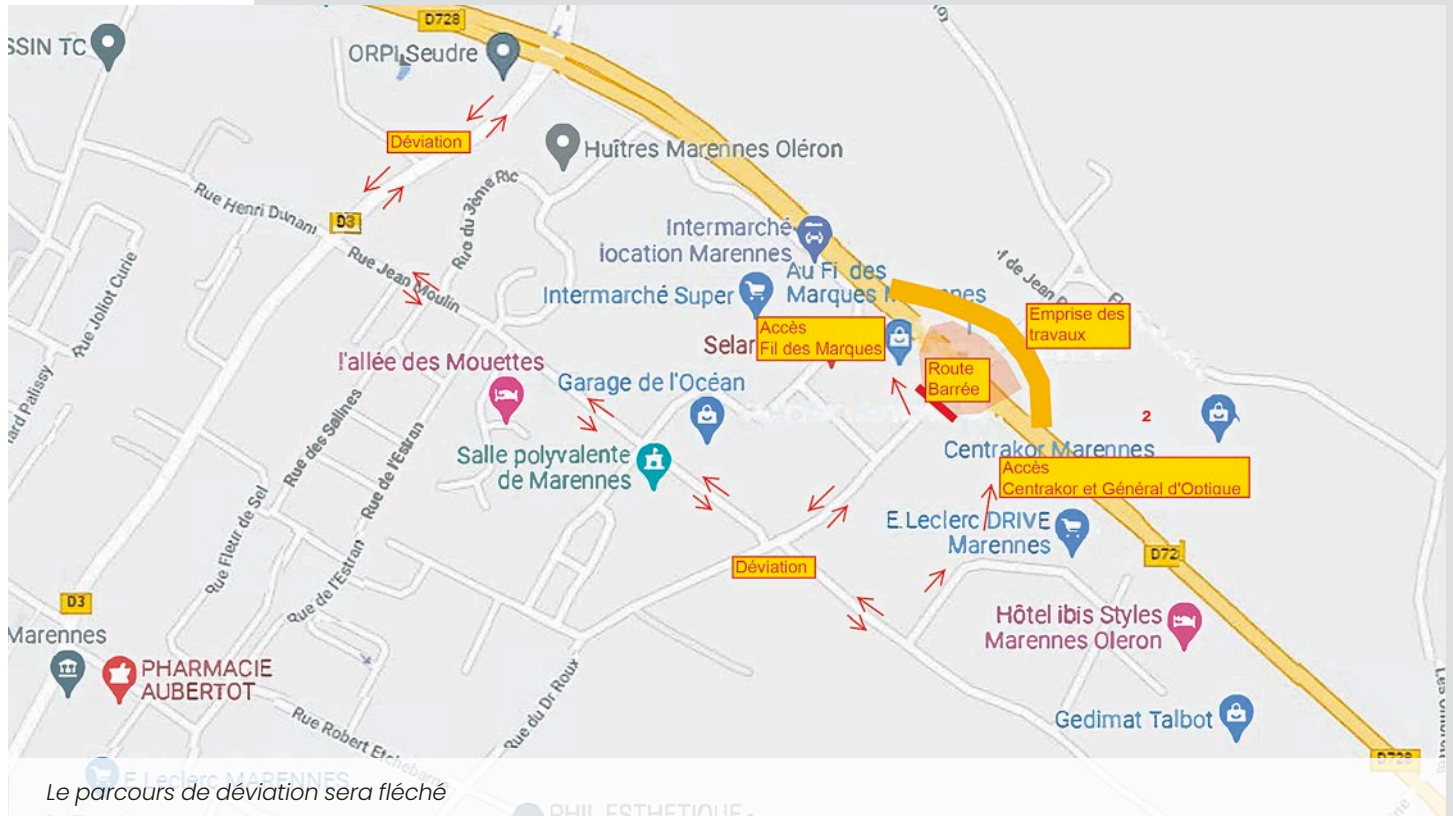 D728
SSIN TC
ORPI Seudre
Déviation
Huîtres Marennes Oléron
Rue Henri Dunant
D3
Rue du 3ème Ric
Rue Jean Moulin
Rue Joliot Curie
Intermarché
location Marennes
Au Fi des
Marques
Intermarché Super
Accès
Fil des Marques
Selar
Emprise des
travaux
Route
Barrée
l'allée des Mouettes
Garage de l'Océan
2
Centrakor Marennes
Accès
Centrakor et Général d'Optique
Salle polyvalente
de Marennes
Rue des Salines
Rue de l'Estran
Rue Fleur de Sel
E.Leclerc DRIVE
Marennes
D72
Déviation
Rue de l'Estran
D3
Marennes
PHARMACIE
AUBERTOT
Hôtel ibis Styles
Marennes Oleron
Rue du Dr Roux
Gedimat Talbot
Rue Robert Etchebarne
D728
E.Leclerc MARENNES
Le parcours de déviation sera fléché
PHIL ESTHETIQUE -